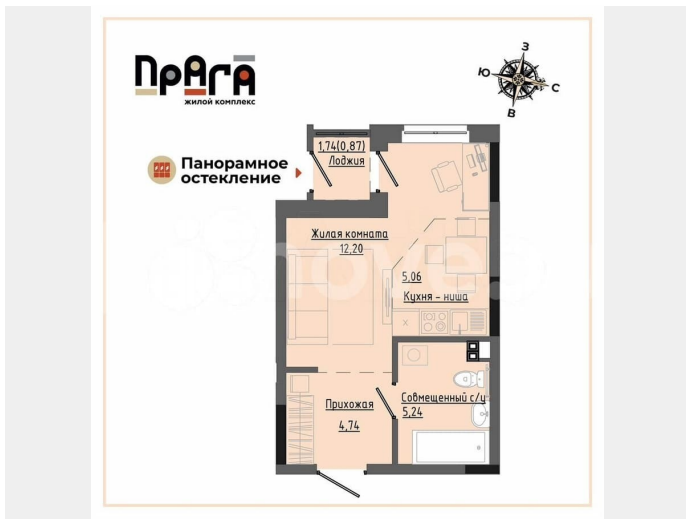 ПРАГА
жилой комплекс
З
Ю
С
В
Панорамное
остекление
1,74(0,87)
Лоджия
Жилая комната
12,20
5,06
Кухня - ниша
Прихожая
4,74
Совмещенный с/у
5,24